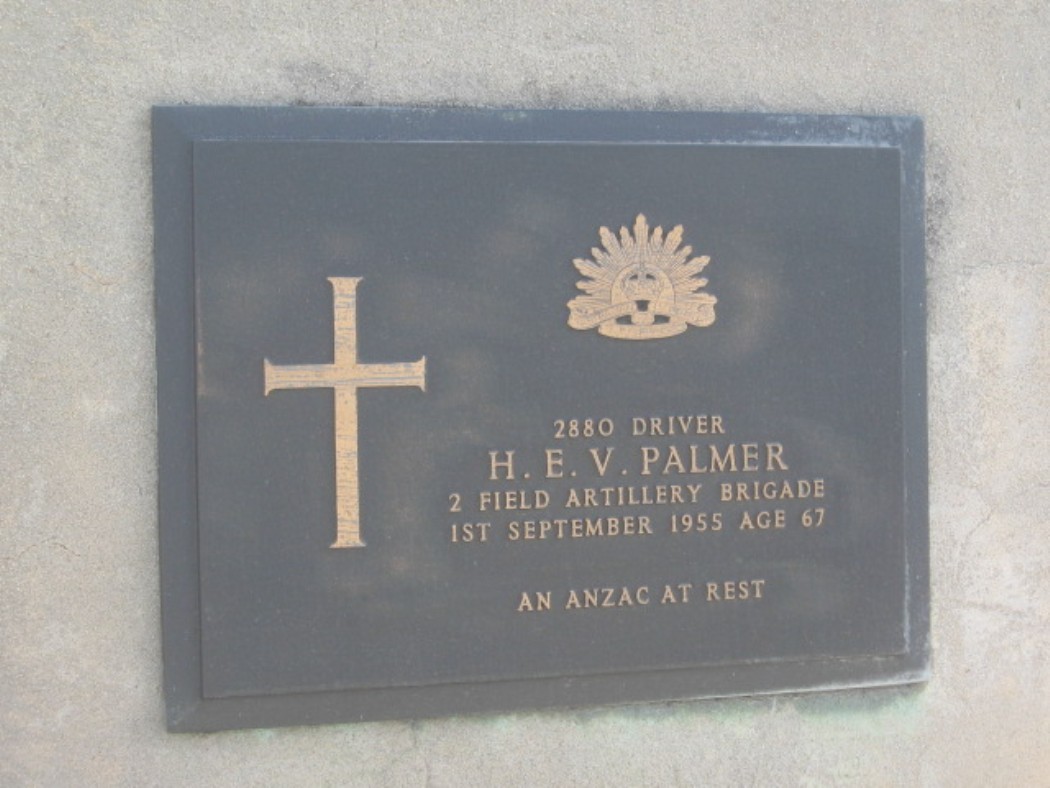 2880 DRIVER
H. E. V. PALMER
2 FIELD ARTILLERY BRIGADE
1ST SEPTEMBER 1955 AGE 67
AN ANZAC AT REST